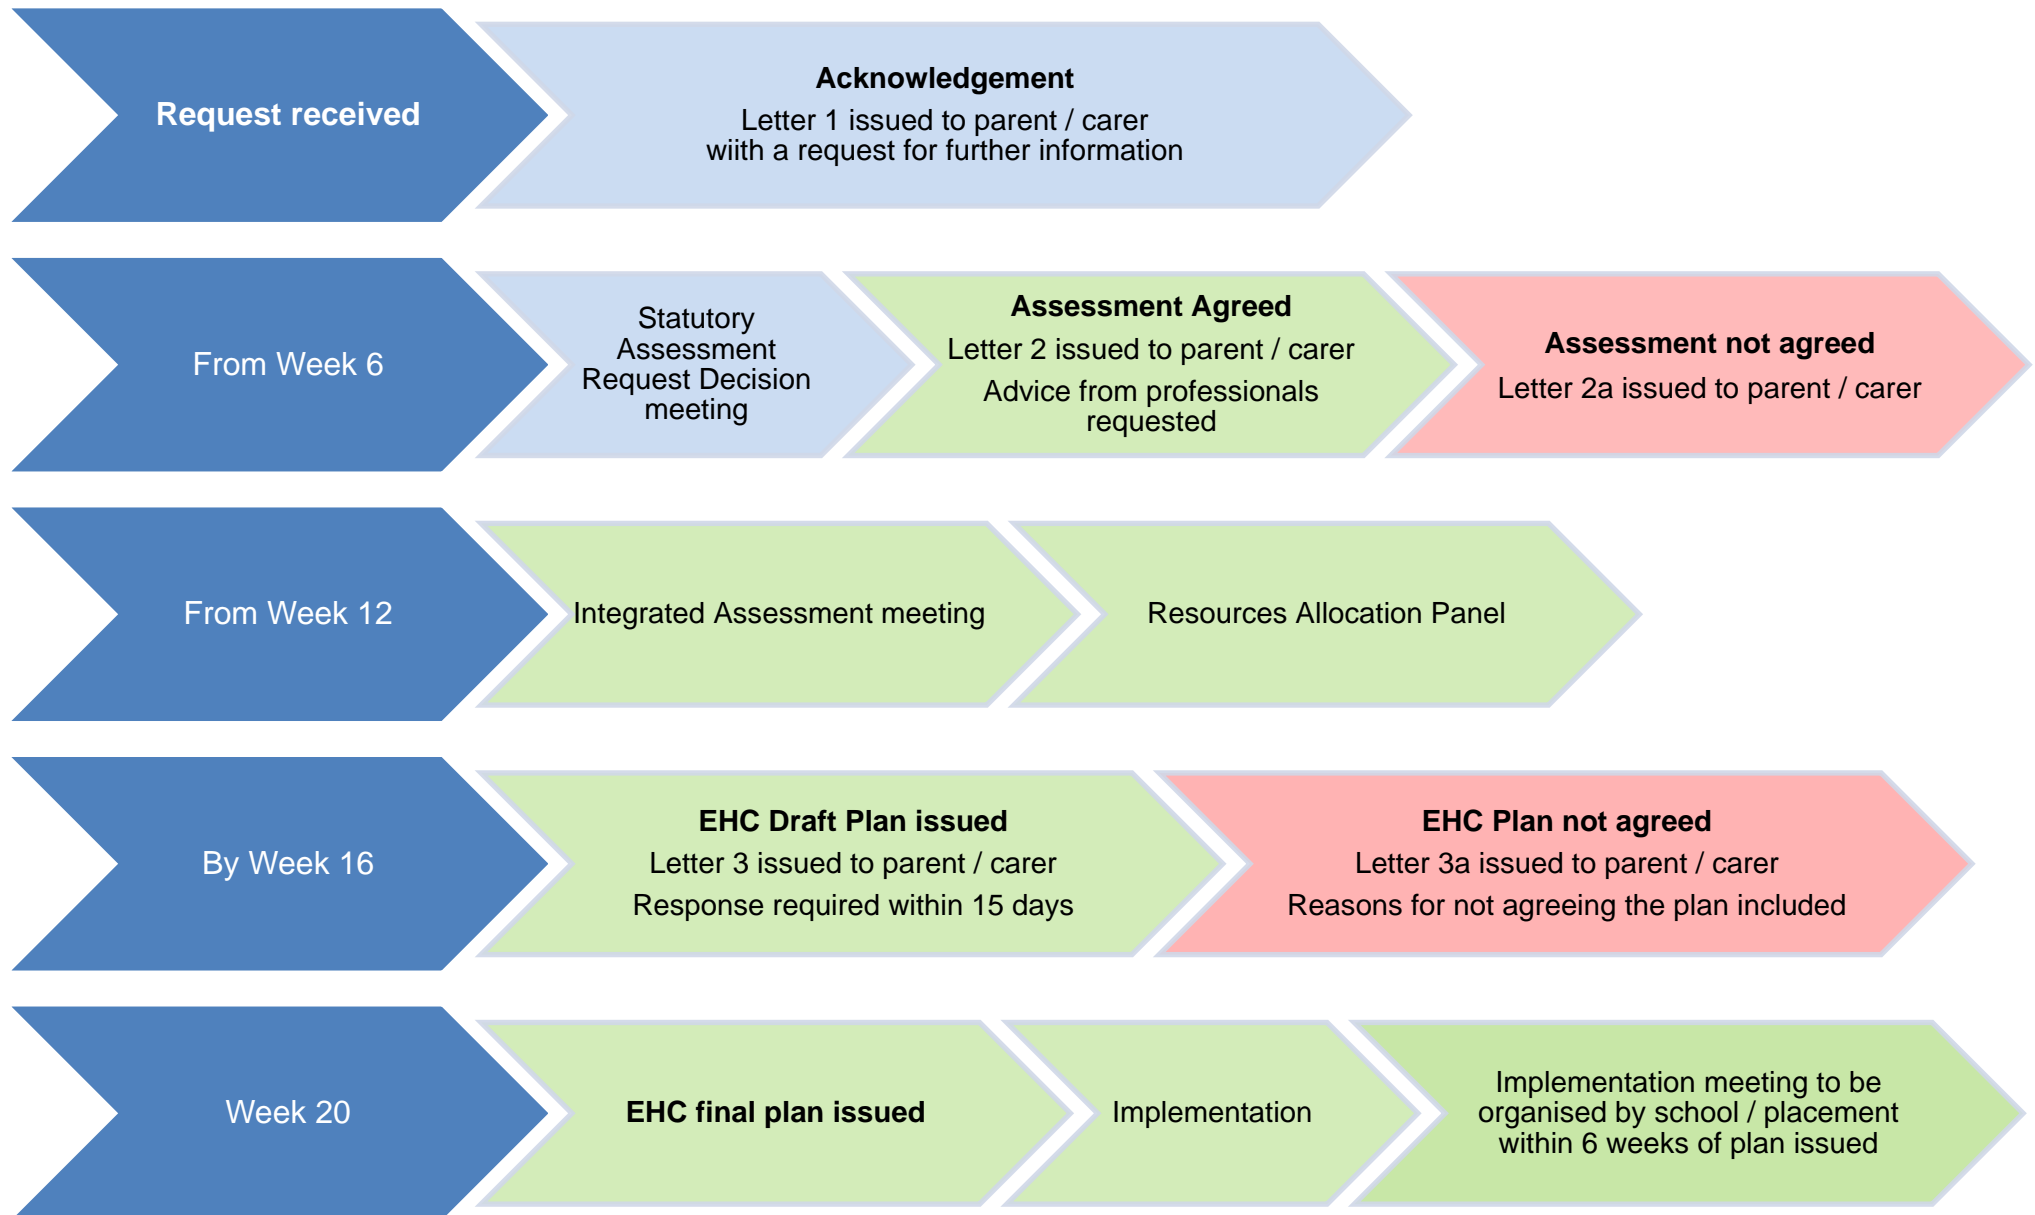 Request received
Acknowledgement
Letter 1 issued to parent / carer
wiith a request for further information
From Week 6
Statutory
Assessment
Request Decision
meeting
Assessment Agreed
Letter 2 issued to parent / carer
Advice from professionals
requested
Assessment not agreed
Letter 2a issued to parent / carer
From Week 12
Integrated Assessment meeting
Resources Allocation Panel
By Week 16
EHC Draft Plan issued
Letter 3 issued to parent / carer
Response required within 15 days
EHC Plan not agreed
Letter 3a issued to parent / carer
Reasons for not agreeing the plan included
Week 20
EHC final plan issued
Implementation
Implementation meeting to be
organised by school / placement
within 6 weeks of plan issued